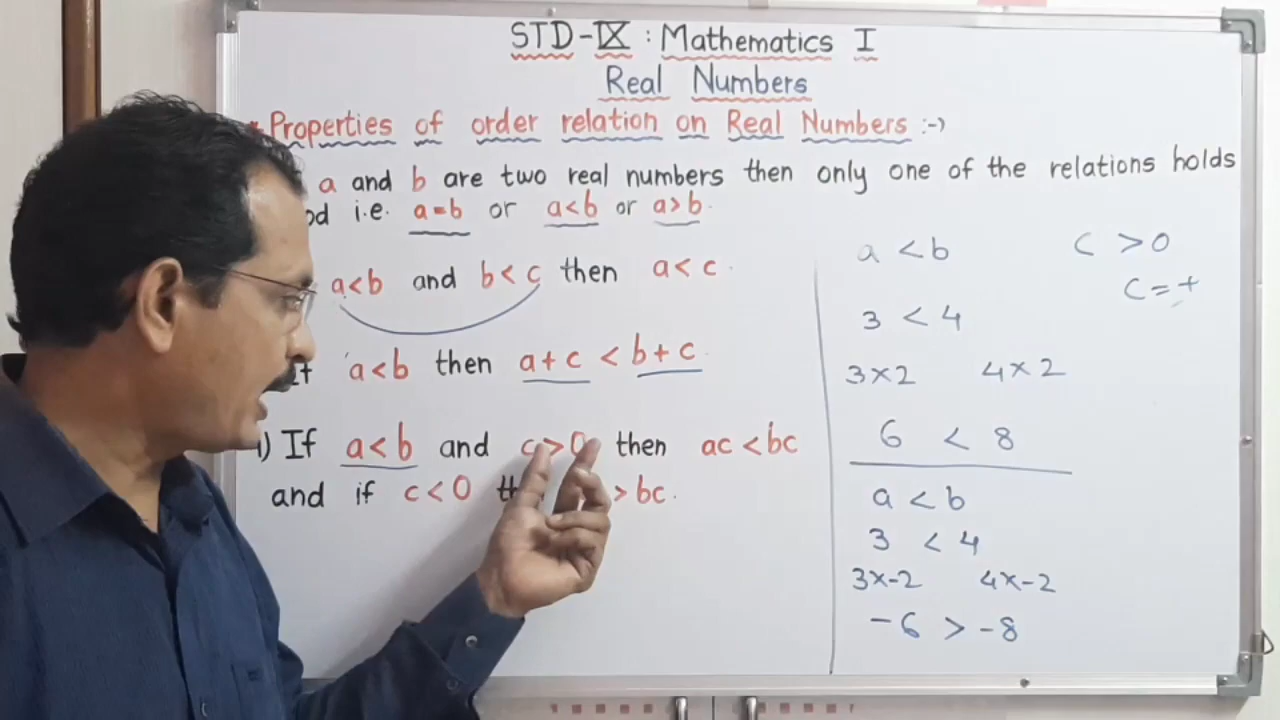 STD-IX : Mathematics I
Real Numbers
* Properties of order relation on Real Numbers :-)
a and b are two real numbers then only one of the relations holds
i.e. a=b or a<b or a>b.
a<b and b<c then a<c.
If a<b then a+c < b+c.
) If a<b and c>0 then ac<bc
and if c<0 > bc.
a<b c>0
c=+
3<4
3×2 4×2
6 < 8
a<b
3<4
3×-2 4×-2
-6 > -8